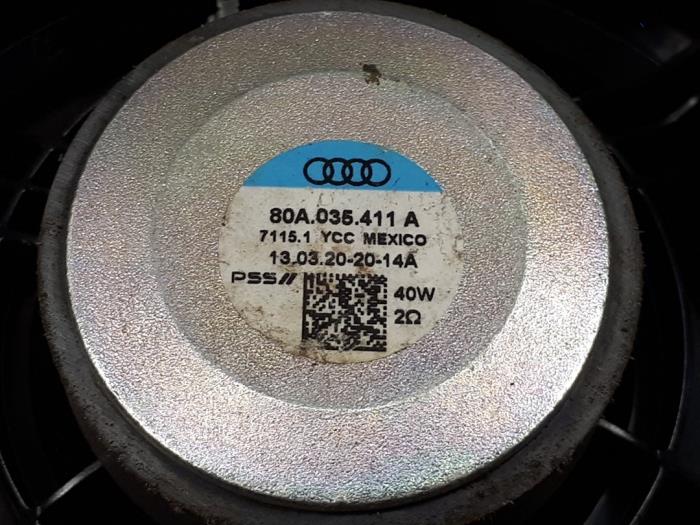 80A.035.411 A
7115.1 YCC MEXICO
13.03.20-20-14A
PSS//
40W
2Ω